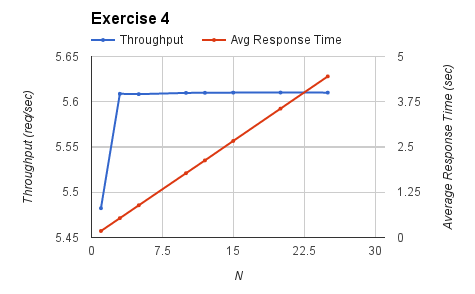 Exercise 4
Throughput Avg Response Time
5.65
5.6
5.55
5.5
5.45
Throughput (req/sec)
5
3.75
2.5
1.25
0
Average Response Time (sec)
0 7.5 15 22.5 30
N